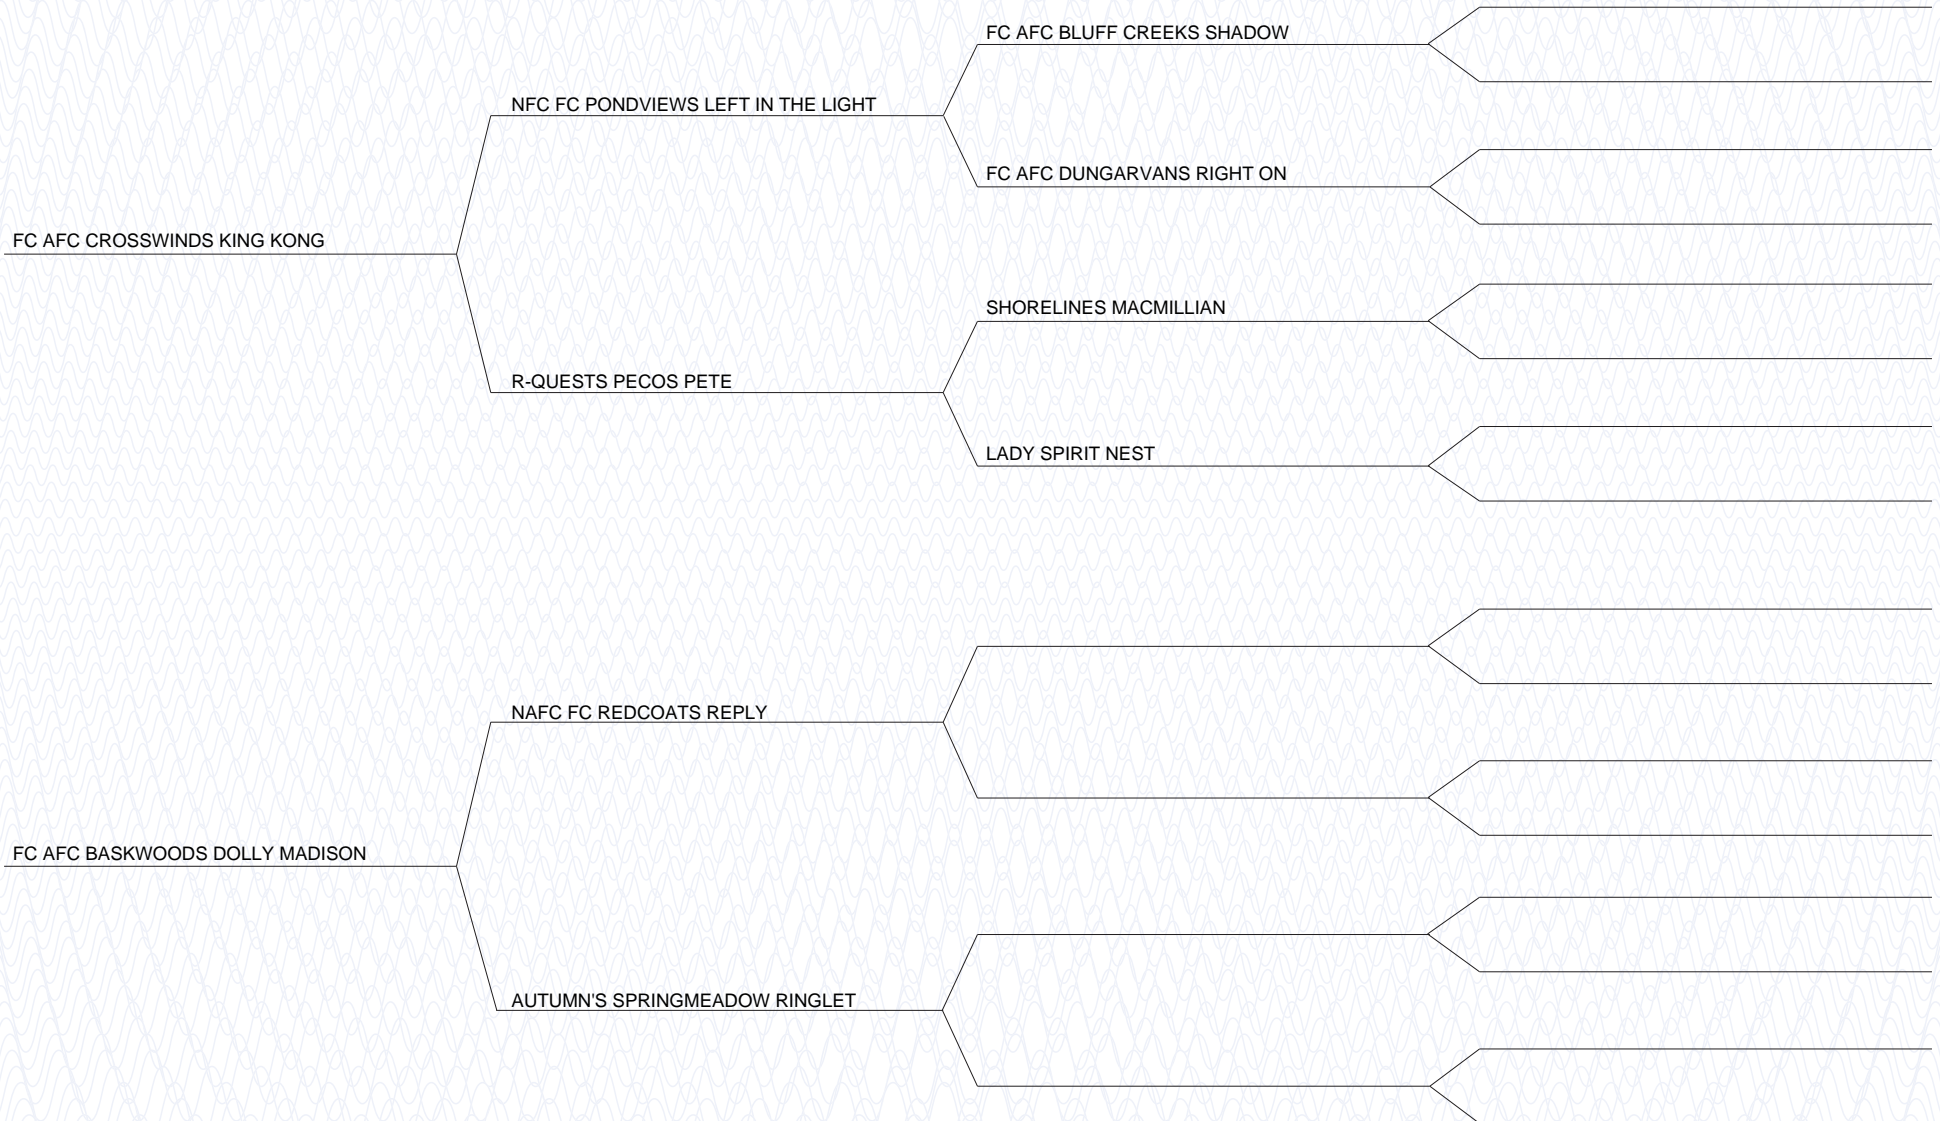 FC AFC BLUFF CREEKS SHADOW
NFC FC PONDVIEWS LEFT IN THE LIGHT
FC AFC DUNGARVANS RIGHT ON
FC AFC CROSSWINDS KING KONG
SHORELINES MACMILLIAN
R-QUESTS PECOS PETE
LADY SPIRIT NEST
NAFC FC REDCOATS REPLY
FC AFC BASKWOODS DOLLY MADISON
AUTUMN'S SPRINGMEADOW RINGLET